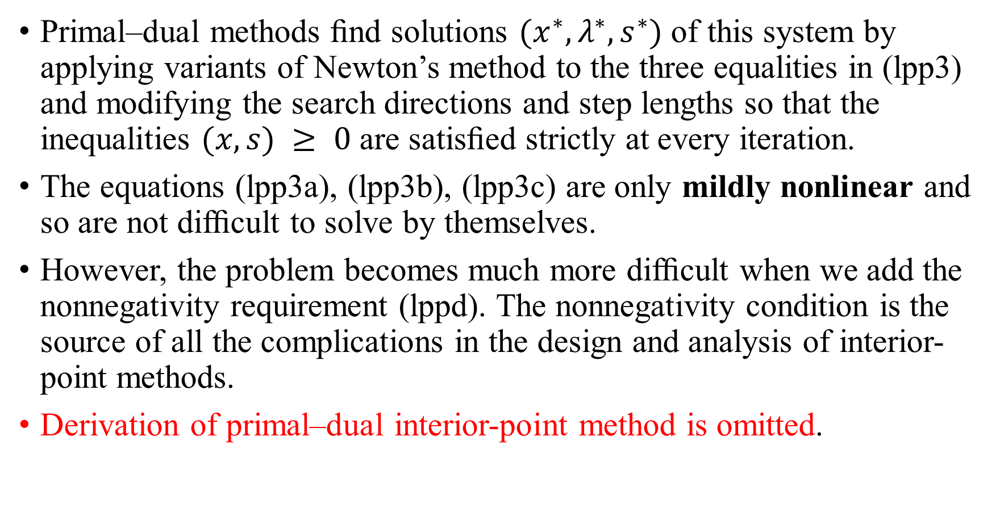 • Primal–dual methods find solutions (x*, λ*, s*) of this system by
applying variants of Newton’s method to the three equalities in (lpp3)
and modifying the search directions and step lengths so that the
inequalities (x, s) ≥ 0 are satisfied strictly at every iteration.
• The equations (lpp3a), (lpp3b), (lpp3c) are only mildly nonlinear and
so are not difficult to solve by themselves.
• However, the problem becomes much more difficult when we add the
nonnegativity requirement (lppd). The nonnegativity condition is the
source of all the complications in the design and analysis of interior-
point methods.
• Derivation of primal–dual interior-point method is omitted.